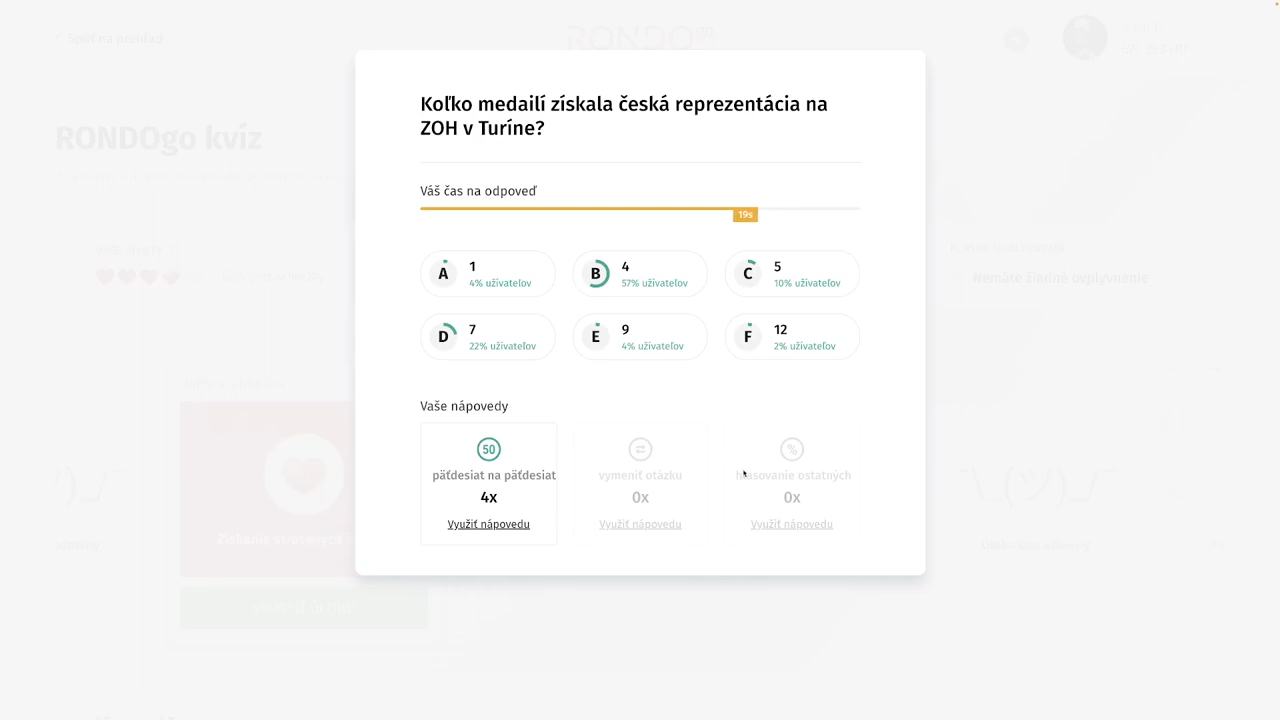 Späť na prehľad
RONDO
RONDOgo kvíz
Koľko medailí získala česká reprezentácia na
ZOH v Turíne?
Váš čas na odpoveď
19s
A 1
4% užívateľov
B 4
57% užívateľov
C 5
10% užívateľov
D 7
22% užívateľov
E 9
4% užívateľov
F 12
2% užívateľov
Nemáte žiadne ovplyvnenie
Vaše nápovedy
50
päťdesiat na päťdesiat
4x
Využiť nápovedu
vymeniť otázku
0x
Využiť nápovedu
%
hlasovanie ostatných
0x
Využiť nápovedu
¯\_(ツ)_/¯